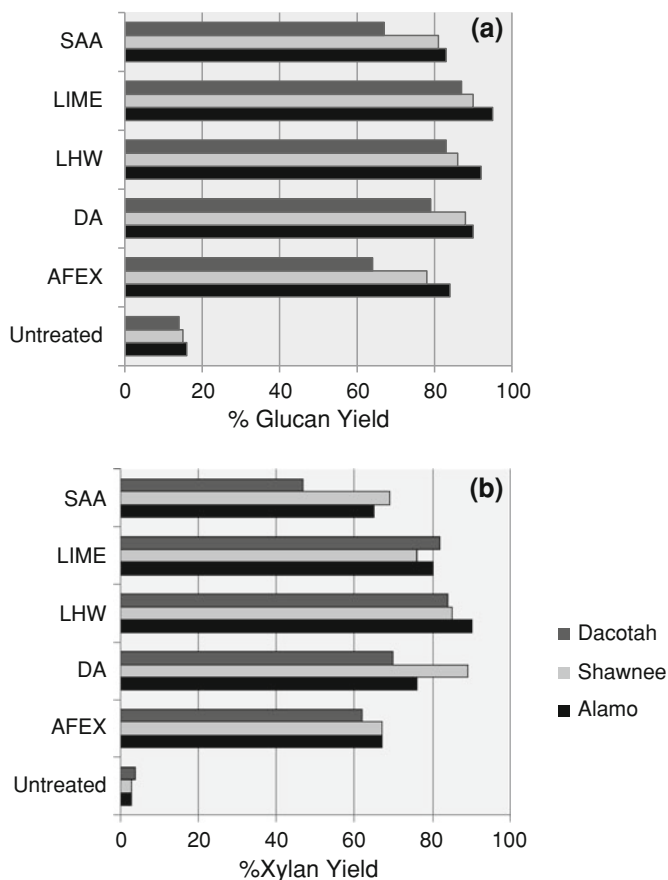 (a)
SAA
LIME
LHW
DA
AFEX
Untreated
0 20 40 60 80 100
% Glucan Yield
(b)
SAA
LIME
LHW
DA
AFEX
Untreated
0 20 40 60 80 100
%Xylan Yield
Dacotah
Shawnee
Alamo